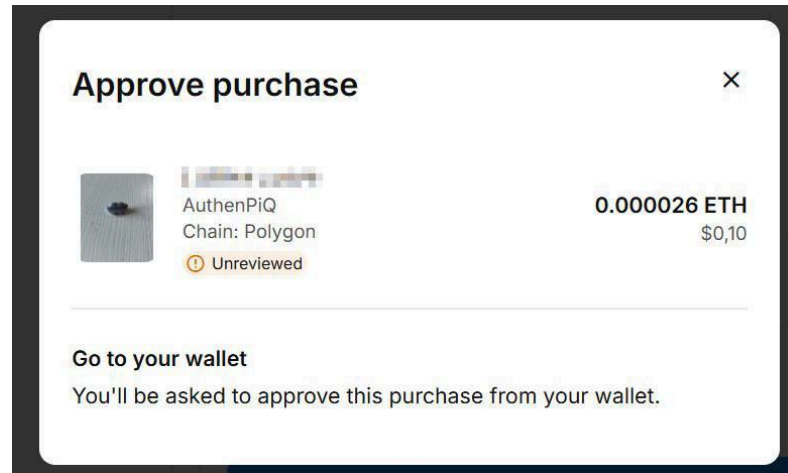 Approve purchase
AuthenPiQ
Chain: Polygon
Unreviewed
0.000026 ETH
$0,10
Go to your wallet
You'll be asked to approve this purchase from your wallet.